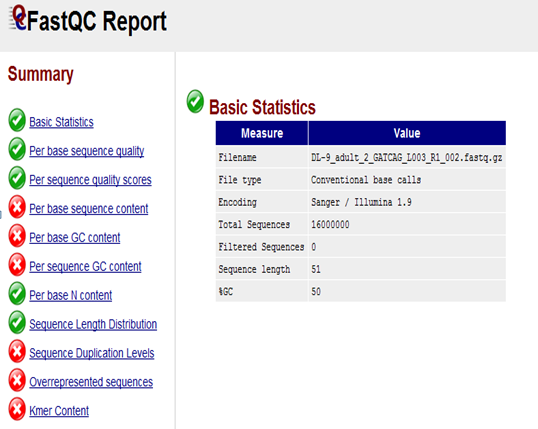 FastQC Report
Summary
Basic Statistics
Per base sequence quality
Per sequence quality scores
Per base sequence content
Per base GC content
Per sequence GC content
Per base N content
Sequence Length Distribution
Sequence Duplication Levels
Overrepresented sequences
Kmer Content
Basic Statistics
Measure Value
Filename DL-9_adult_2_GATCAG_L003_R1_002.fastq.gz
File type Conventional base calls
Encoding Sanger / Illumina 1.9
Total Sequences 16000000
Filtered Sequences 0
Sequence length 51
%GC 50